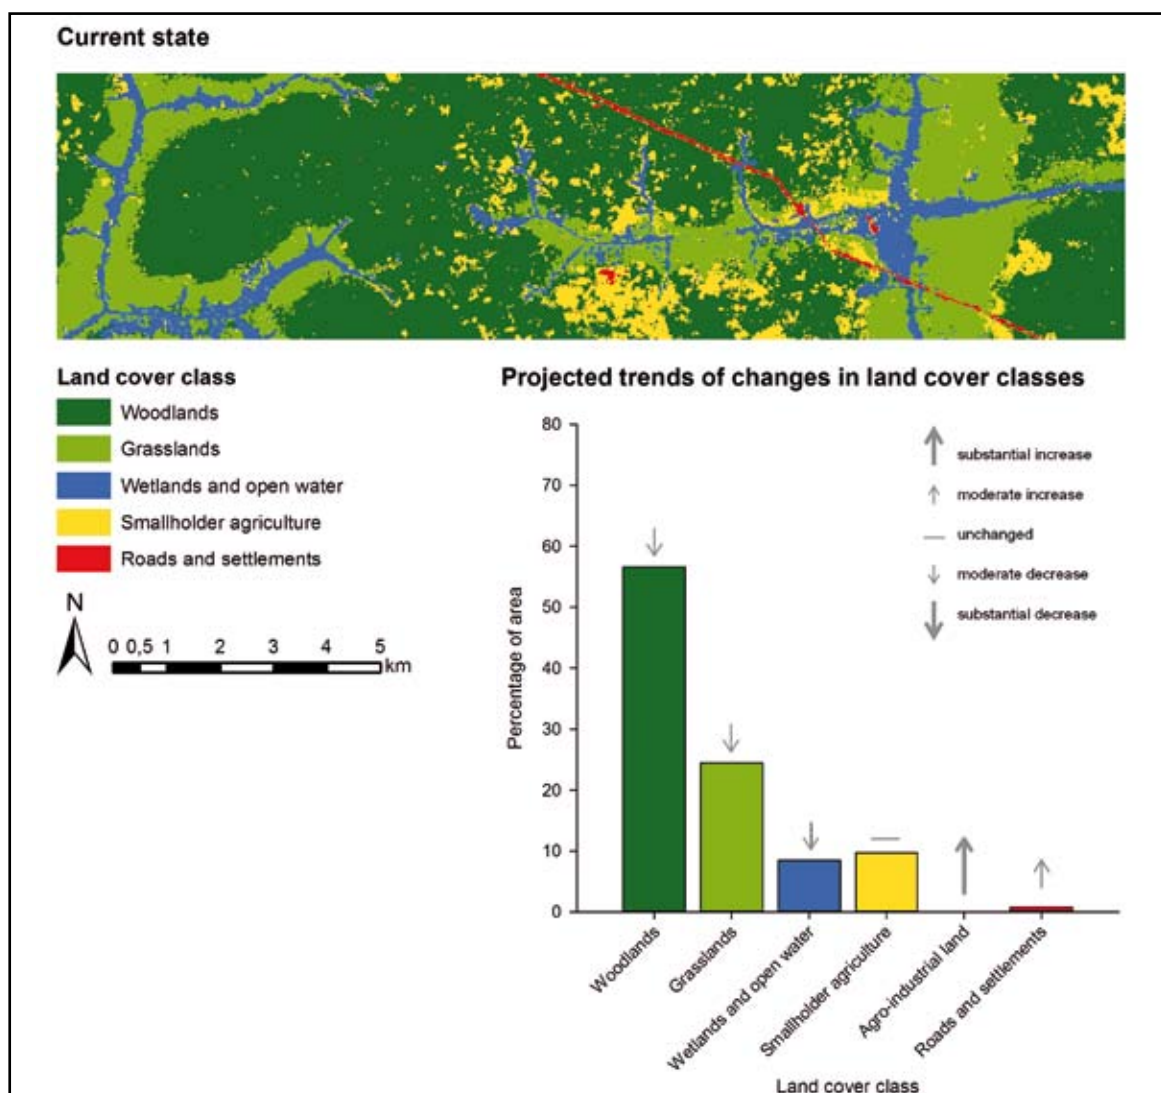 Current state
Land cover class
Woodlands
Grasslands
Wetlands and open water
Smallholder agriculture
Roads and settlements
N
0 0,5 1 2 3 4 5
km
Projected trends of changes in land cover classes
substantial increase
moderate increase
unchanged
moderate decrease
substantial decrease
Percentage of area
80
70
60
50
40
30
20
10
0
Woodlands
Grasslands
Wetlands and open water
Smallholder agriculture
Agro-industrial land
Roads and settlements
Land cover class